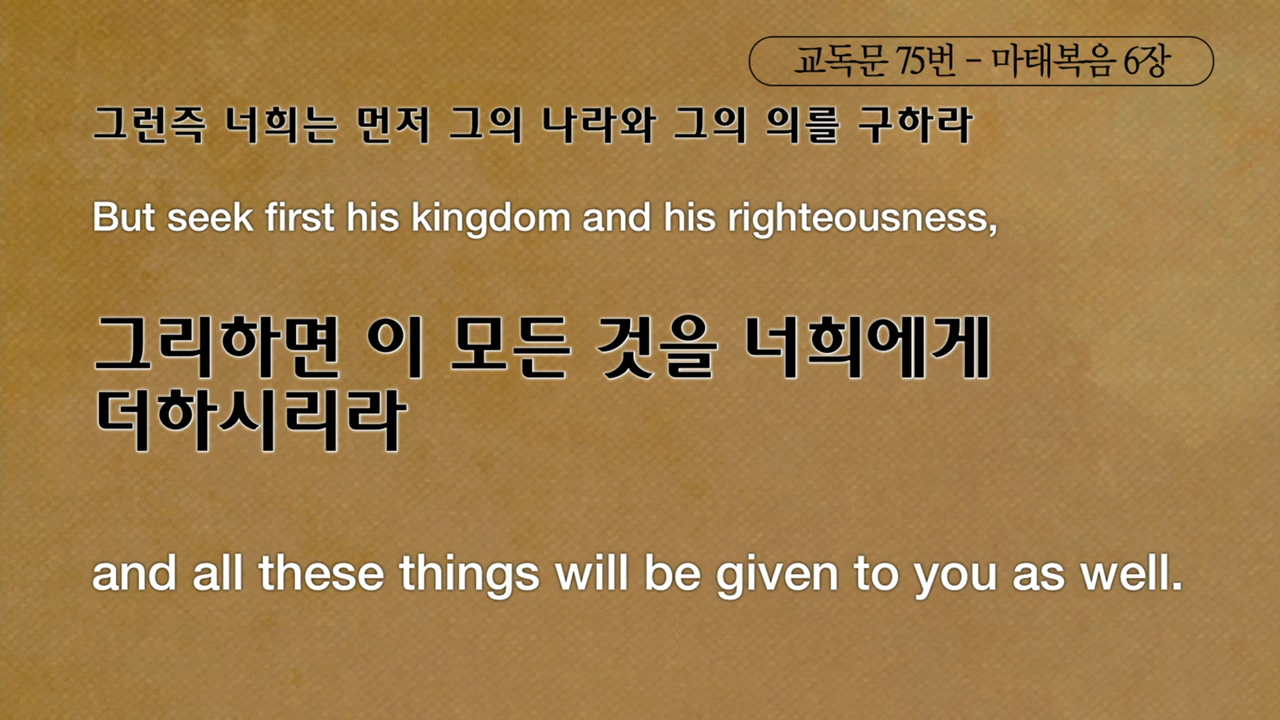 교독문 75번 - 마태복음 6장
그런즉 너희는 먼저 그의 나라와 그의 의를 구하라
But seek first his kingdom and his righteousness,
그리하면 이 모든 것을 너희에게
더하시리라
and all these things will be given to you as well.